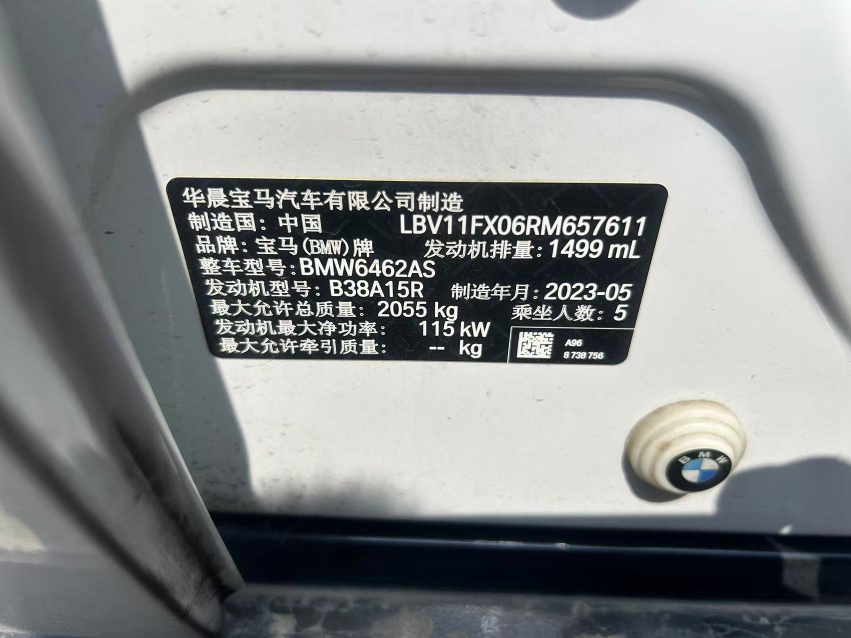 华晨宝马汽车有限公司制造
制造国: 中国 LBV11FX06RM657611
品牌: 宝马(BMW)牌 发动机排量: 1499 mL
整车型号: BMW6462AS
发动机型号: B38A15R 制造年月: 2023-05
最大允许总质量: 2055 kg 乘坐人数: 5
发动机最大净功率: 115 kW
最大允许牵引质量: -- kg
A96
8 738 756
BMW